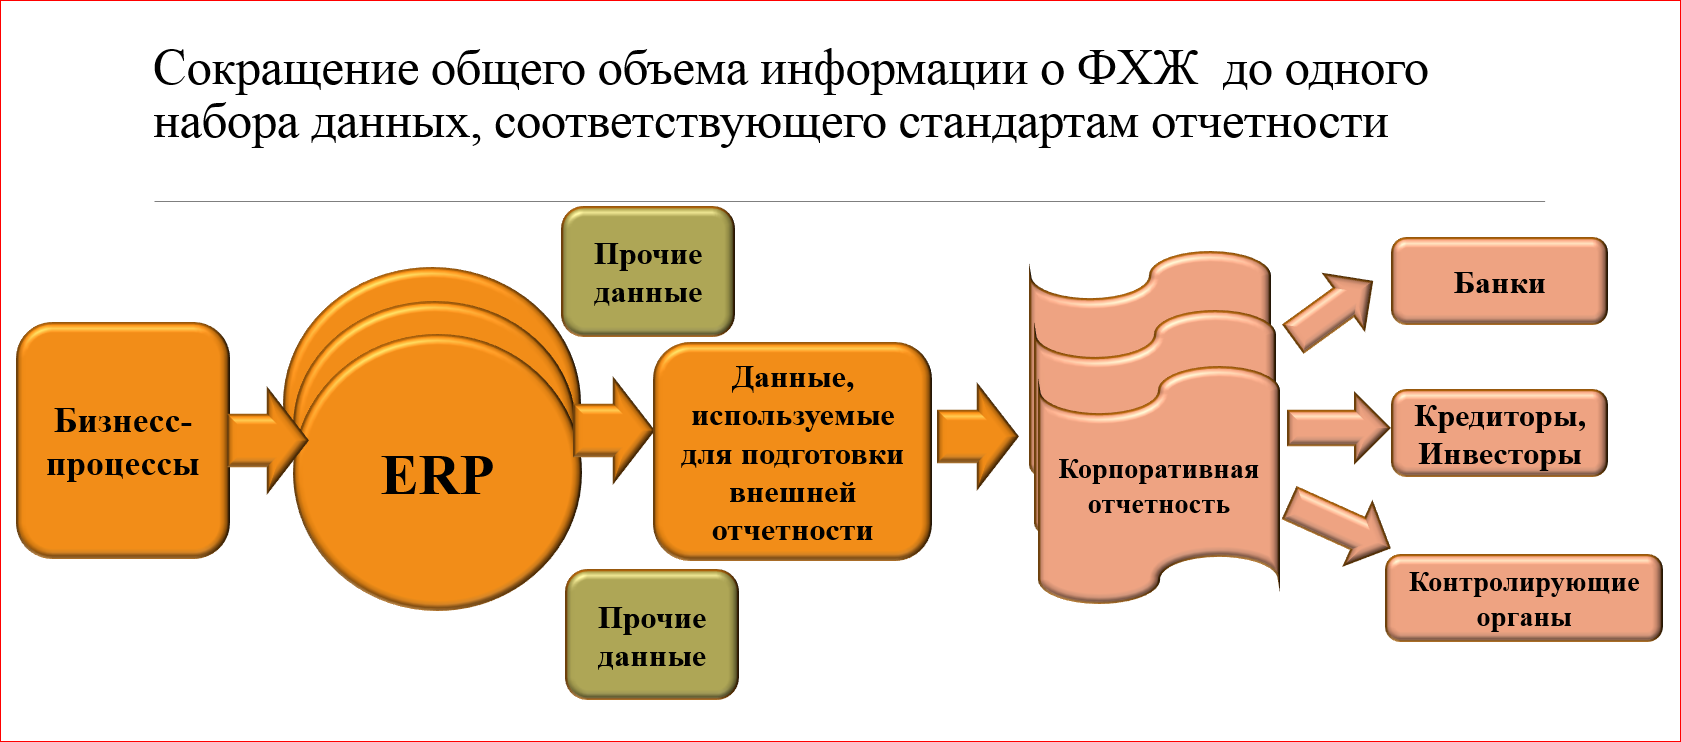 Сокращение общего объема информации о ФХЖ до одного
набора данных, соответствующего стандартам отчетности
Бизнесс-
процессы
ERP
Прочие
данные
Данные,
используемые
для подготовки
внешней
отчетности
Прочие
данные
Корпоративная
отчетность
Банки
Кредиторы,
Инвесторы
Контролирующие
органы